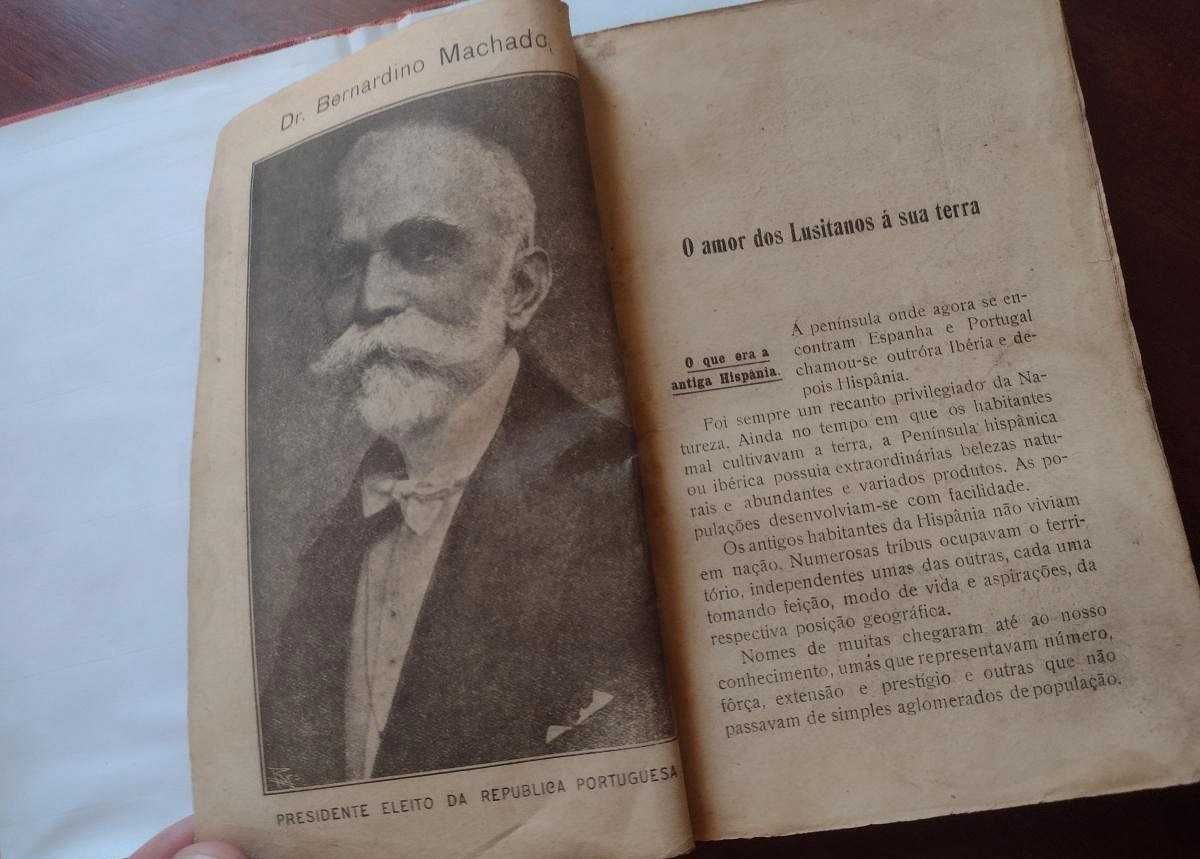 Dr. Bernardino Machado,
PRESIDENTE ELEITO DA REPUBLICA PORTUGUESA
O amor dos Lusitanos á sua terra
O que era a
antiga Hispânia.
Á península onde agora se en-
contram Espanha e Portugal
chamou-se outróra Ibéria e de-
pois Hispânia.
Foi sempre um recanto privilegiado da Na-
tureza. Ainda no tempo em que os habitantes
mal cultivavam a terra, a Península hispânica
ou ibérica possuia extraordinárias belezas natu-
rais e abundantes e variados produtos. As po-
pulações desenvolviam-se com facilidade.
Os antigos habitantes da Hispânia não viviam
em nação. Numerosas tríbus ocupavam o terri-
tório, independentes umas das outras, cada uma
tomando feição, modo de vida e aspirações, da
respectiva posição geográfica.
Nomes de muitas chegaram até ao nosso
conhecimento, umas que representavam número,
fôrça, extensão e prestígio e outras que não
passavam de simples aglomerados de população.